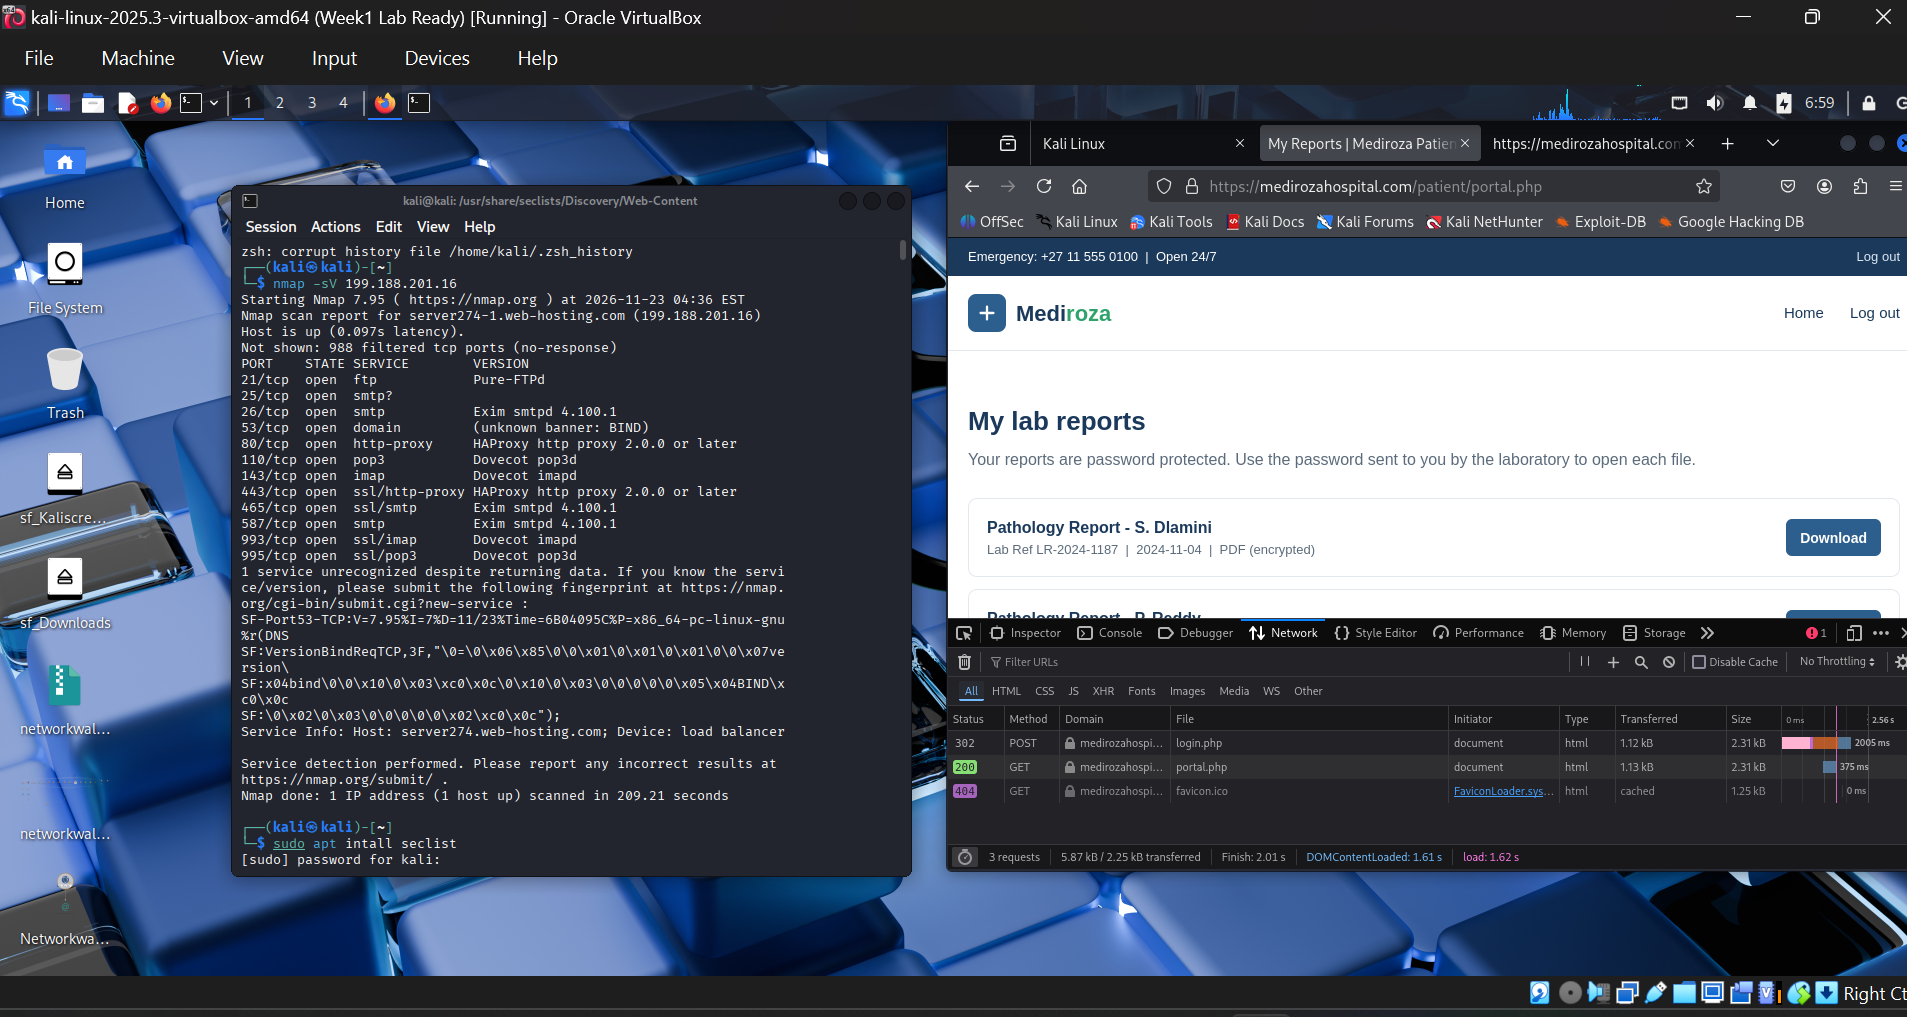 kali-linux-2025.3-virtualbox-amd64 (Week1 Lab Ready) [Running] - Oracle VirtualBox
File Machine View Input Devices Help
1 2 3 4
6:59
Home
File System
Trash
sf_Kaliscre...
sf_Downloads
networkwal...
networkwal...
Networkwa...
kali@kali: /usr/share/seclists/Discovery/Web-Content
Session Actions Edit View Help
zsh: corrupt history file /home/kali/.zsh_history
┌──(kali㉿kali)-[~]
└─$ nmap -sV 199.188.201.16
Starting Nmap 7.95 ( https://nmap.org ) at 2026-11-23 04:36 EST
Nmap scan report for server274-1.web-hosting.com (199.188.201.16)
Host is up (0.097s latency).
Not shown: 988 filtered tcp ports (no-response)
PORT STATE SERVICE VERSION
21/tcp open ftp Pure-FTPd
25/tcp open smtp?
26/tcp open smtp Exim smtpd 4.100.1
53/tcp open domain (unknown banner: BIND)
80/tcp open http-proxy HAProxy http proxy 2.0.0 or later
110/tcp open pop3 Dovecot pop3d
143/tcp open imap Dovecot imapd
443/tcp open ssl/http-proxy HAProxy http proxy 2.0.0 or later
465/tcp open ssl/smtp Exim smtpd 4.100.1
587/tcp open smtp Exim smtpd 4.100.1
993/tcp open ssl/imap Dovecot imapd
995/tcp open ssl/pop3 Dovecot pop3d
1 service unrecognized despite returning data. If you know the servi
ce/version, please submit the following fingerprint at https://nmap.
org/cgi-bin/submit.cgi?new-service :
SF-Port53-TCP:V=7.95%I=7%D=11/23%Time=6B04095C%P=x86_64-pc-linux-gnu
%r(DNS
SF:VersionBindReqTCP,3F,"\0=\0\x06\x85\0\0\x01\0\x01\0\x01\0\0\x07ve
rsion\
SF:x04bind\0\0\x10\0\x03\xc0\x0c\0\x10\0\x03\0\0\0\0\0\x05\x04BIND\x
c0\x0c
SF:\0\x02\0\x03\0\0\0\0\0\x02\xc0\x0c");
Service Info: Host: server274.web-hosting.com; Device: load balancer
Service detection performed. Please report any incorrect results at
https://nmap.org/submit/ .
Nmap done: 1 IP address (1 host up) scanned in 209.21 seconds
┌──(kali㉿kali)-[~]
└─$ sudo apt intall seclist
[sudo] password for kali:
Kali Linux
My Reports | Mediroza Patien
https://medirozahospital.con
https://medirozahospital.com/patient/portal.php
OffSec Kali Linux Kali Tools Kali Docs Kali Forums Kali NetHunter Exploit-DB Google Hacking DB
Emergency: +27 11 555 0100 | Open 24/7
Log out
Mediroza
Home Log out
My lab reports
Your reports are password protected. Use the password sent to you by the laboratory to open each file.
Pathology Report - S. Dlamini
Lab Ref LR-2024-1187 | 2024-11-04 | PDF (encrypted)
Download
Pathology Report - P. Reddy
Inspector Console Debugger Network Style Editor Performance Memory Storage 1
Filter URLs
Disable Cache No Throttling
All HTML CSS JS XHR Fonts Images Media WS Other
Status Method Domain File Initiator Type Transferred Size 0 ms 2.56 s
302 POST medirozahospi... login.php document html 1.12 kB 2.31 kB 2005 ms
200 GET medirozahospi... portal.php document html 1.13 kB 2.31 kB 375 ms
404 GET medirozahospi... favicon.ico FaviconLoader.sys... html cached 1.25 kB 0 ms
3 requests 5.87 kB / 2.25 kB transferred Finish: 2.01 s DOMContentLoaded: 1.61 s load: 1.62 s
Right Ct